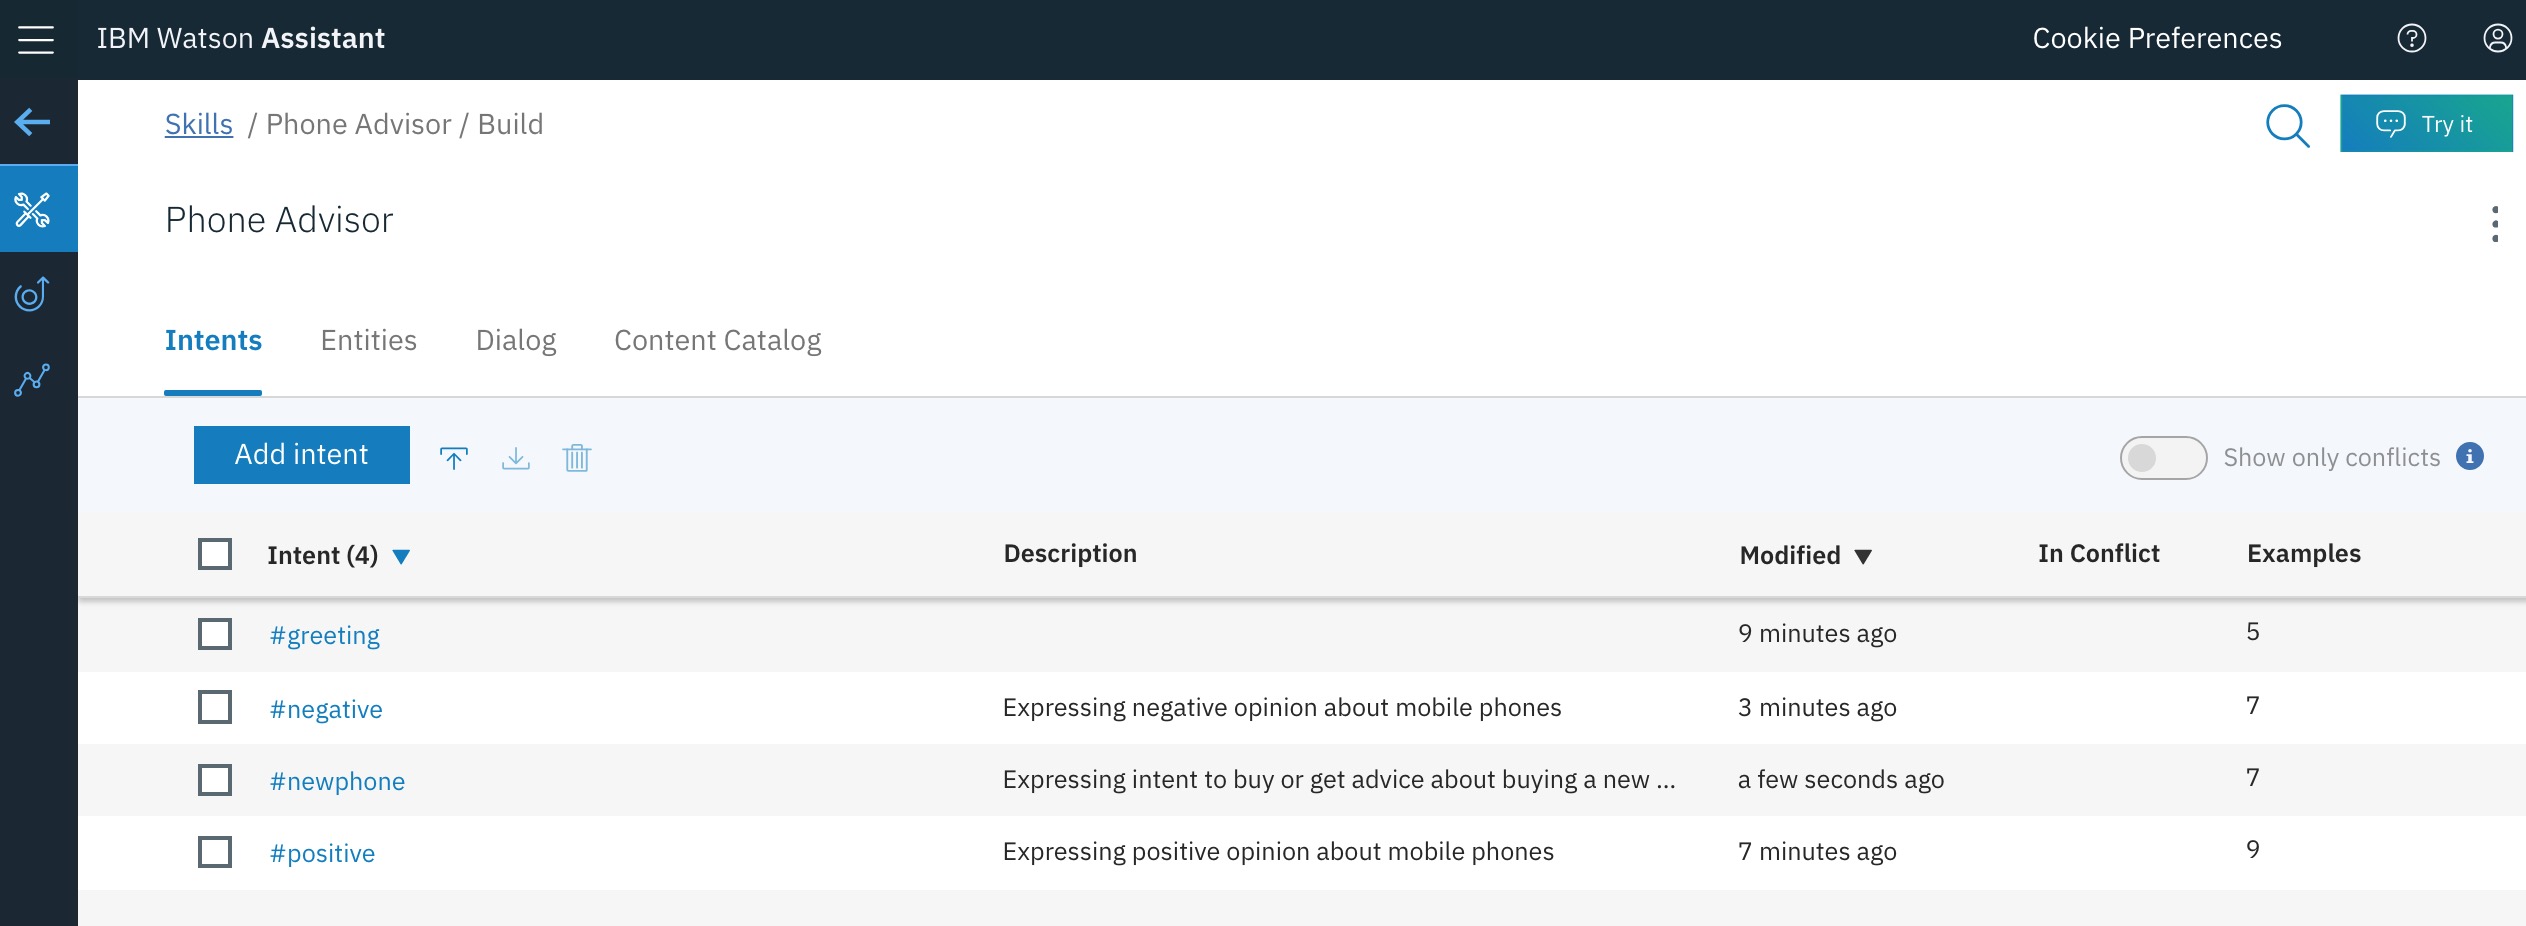 IBM Watson Assistant
Cookie Preferences
Skills / Phone Advisor / Build
Try it
Phone Advisor
Intents Entities Dialog Content Catalog
Add intent
Show only conflicts
Intent (4) Description Modified In Conflict Examples
#greeting 9 minutes ago 5
#negative Expressing negative opinion about mobile phones 3 minutes ago 7
#newphone Expressing intent to buy or get advice about buying a new ... a few seconds ago 7
#positive Expressing positive opinion about mobile phones 7 minutes ago 9